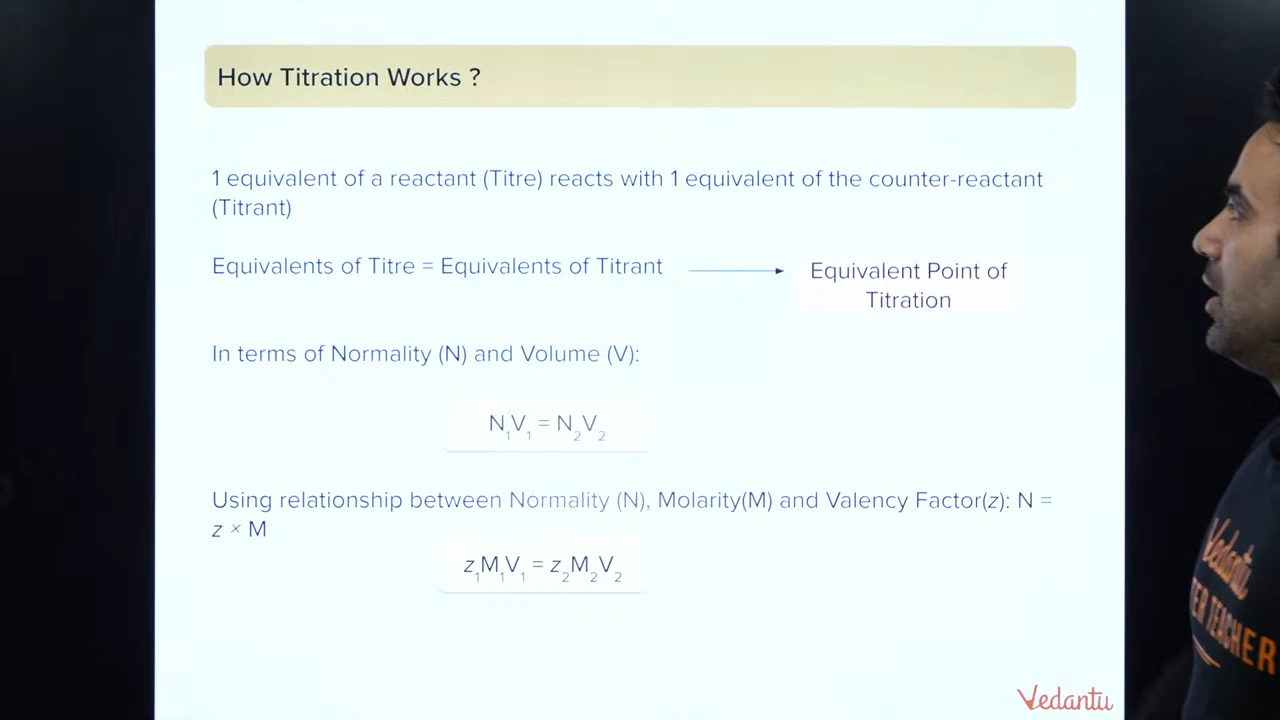 How Titration Works ?
1 equivalent of a reactant (Titre) reacts with 1 equivalent of the counter-reactant
(Titrant)
Equivalents of Titre = Equivalents of Titrant
Equivalent Point of
Titration
In terms of Normality (N) and Volume (V):
N₁V₁ = N₂V₂
Using relationship between Normality (N), Molarity(M) and Valency Factor(z): N =
z × M
z₁M₁V₁ = z₂M₂V₂
Vedantu
TEACHER
Vedantu